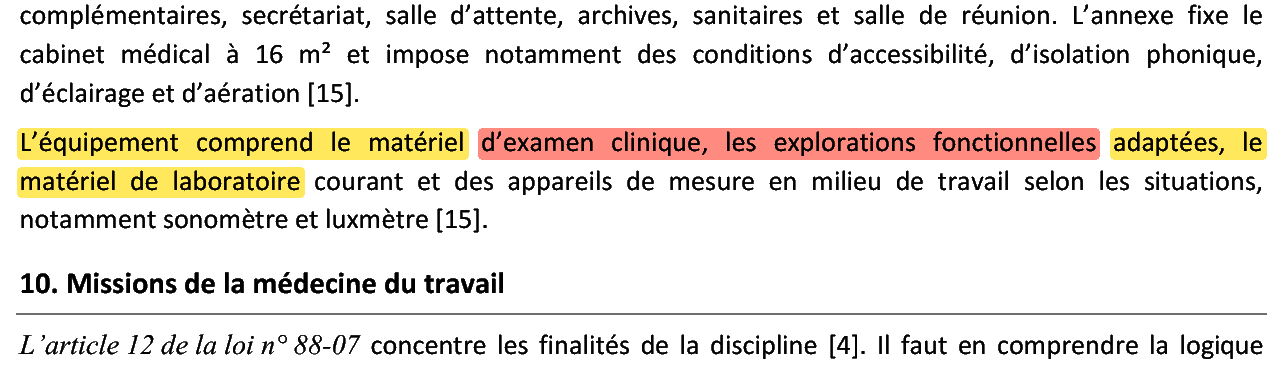 complémentaires, secrétariat, salle d’attente, archives, sanitaires et salle de réunion. L’annexe fixe le
cabinet médical à 16 m² et impose notamment des conditions d’accessibilité, d’isolation phonique,
d’éclairage et d’aération [15].
L’équipement comprend le matériel d’examen clinique, les explorations fonctionnelles adaptées, le
matériel de laboratoire courant et des appareils de mesure en milieu de travail selon les situations,
notamment sonomètre et luxmètre [15].
10. Missions de la médecine du travail
L’article 12 de la loi n° 88-07 concentre les finalités de la discipline [4]. Il faut en comprendre la logique